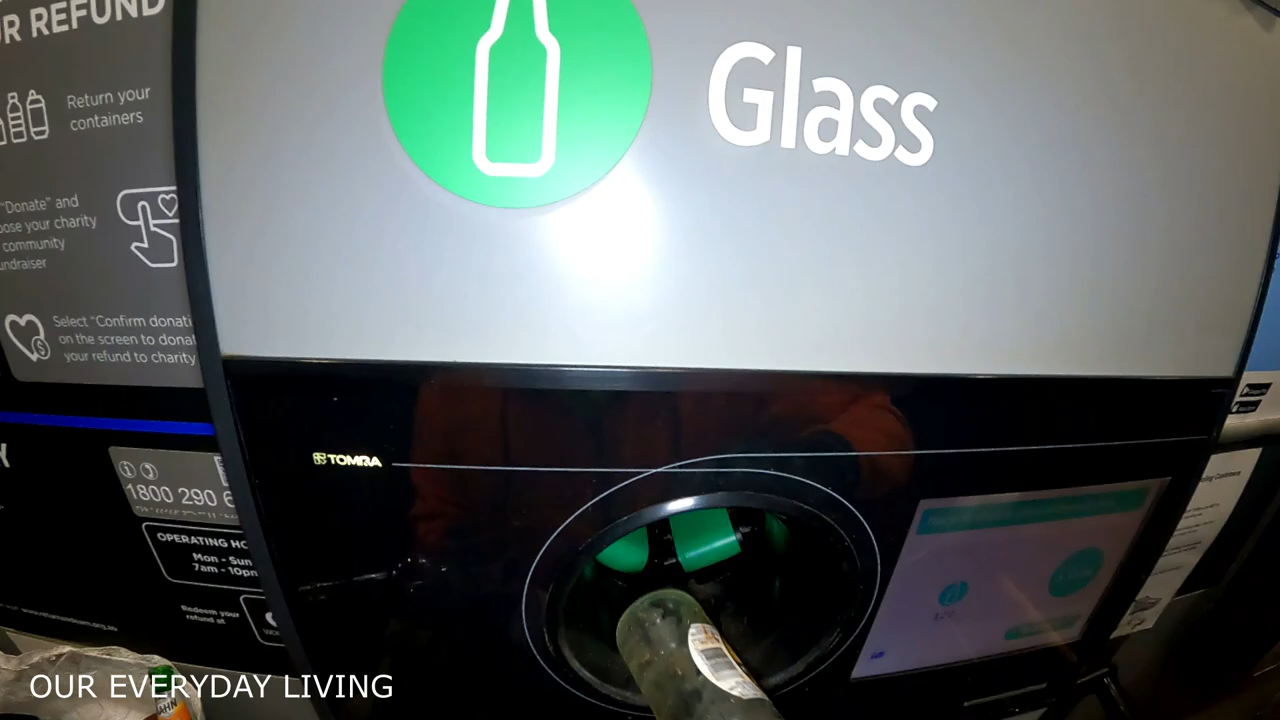 R REFUND
Return your
containers
"Donate" and
ose your charity
community
undraiser
Select "Confirm donati
on the screen to donat
your refund to charity
Glass
TOMRA
Y
1800 290 6
OPERATING HO
Mon - Sun
7am - 10pm
Redeem your
refund at
AHN
OUR EVERYDAY LIVING